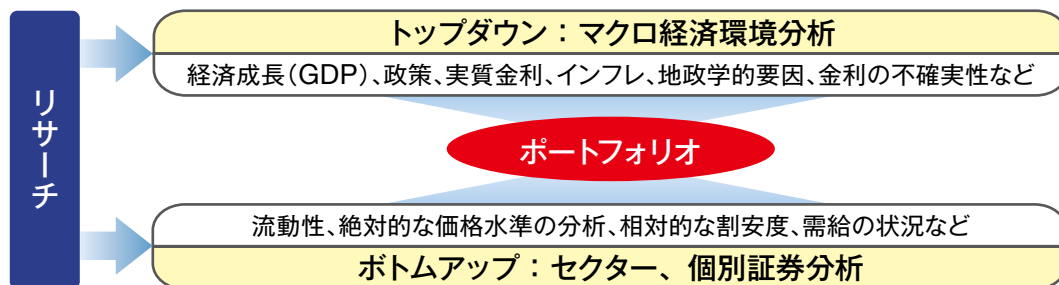 リサーチ
トップダウン：マクロ経済環境分析
経済成長（GDP）、政策、実質金利、インフレ、地政学的要因、金利の不確実性など
ポートフォリオ
流動性、絶対的な価格水準の分析、相対的な割安度、需給の状況など
ボトムアップ：セクター、個別証券分析